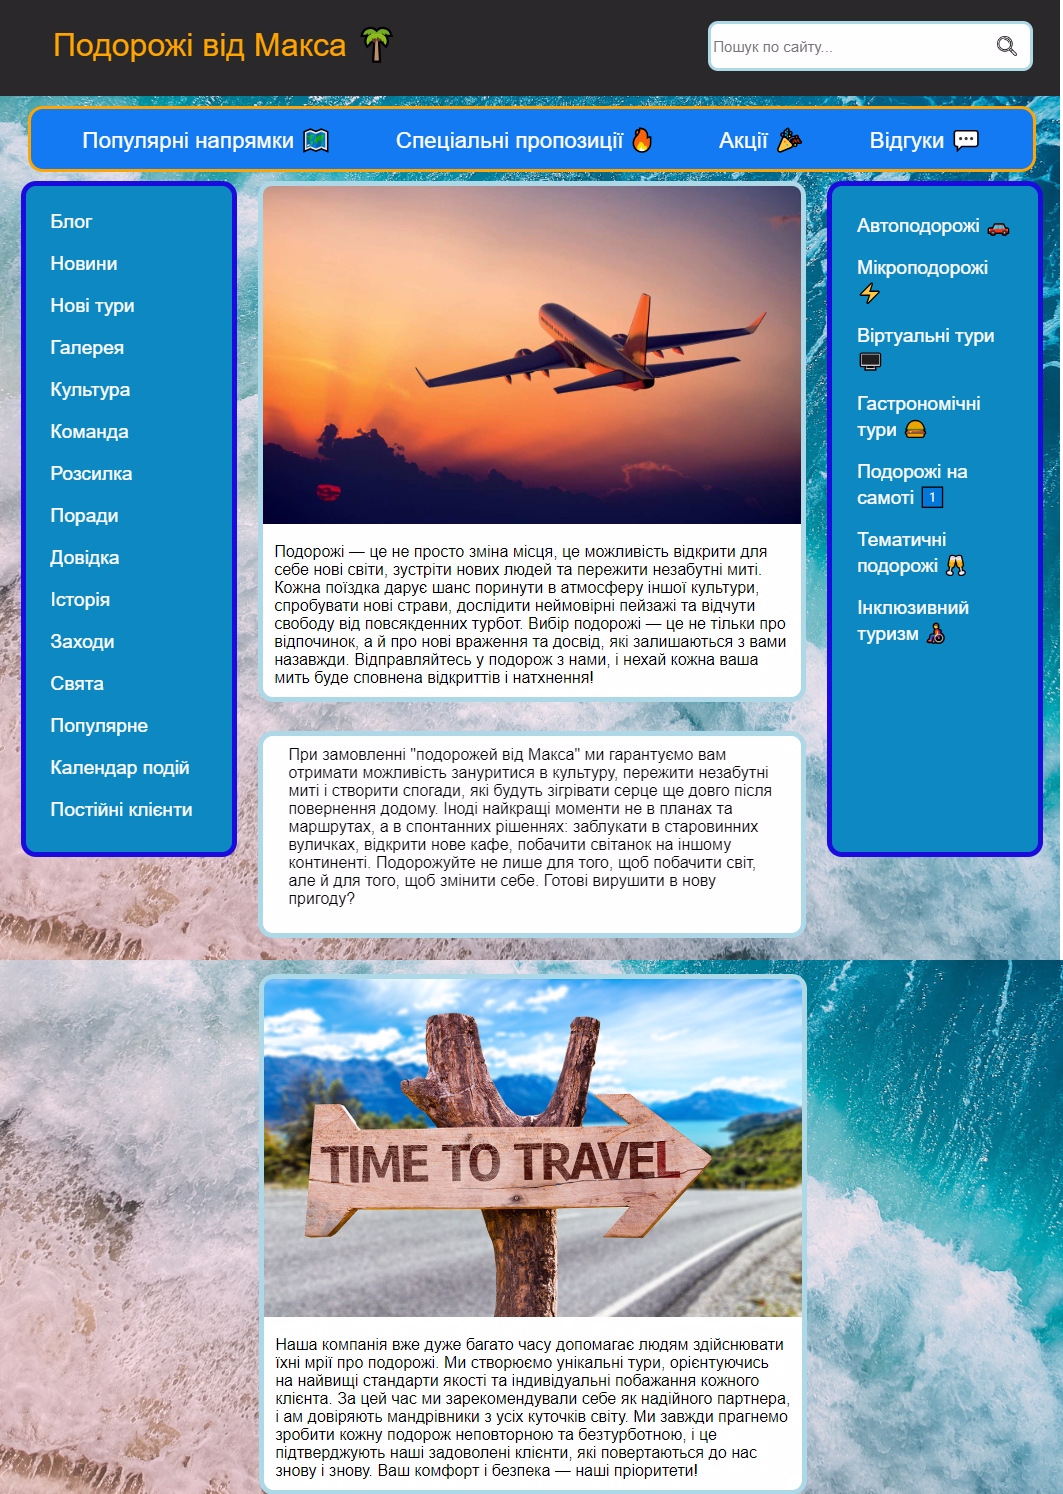 Подорожі від Макса
Пошук по сайту...
Популярні напрямки
Спеціальні пропозиції
Акції
Відгуки
Блог
Новини
Нові тури
Галерея
Культура
Команда
Розсилка
Поради
Довідка
Історія
Заходи
Свята
Популярне
Календар подій
Постійні клієнти
Подорожі — це не просто зміна місця, це можливість відкрити для
себе нові світи, зустріти нових людей та пережити незабутні миті.
Кожна поїздка дарує шанс поринути в атмосферу іншої культури,
спробувати нові страви, дослідити неймовірні пейзажі та відчути
свободу від повсякденних турбот. Вибір подорожі — це не тільки про
відпочинок, а й про нові враження та досвід, які залишаються з вами
назавжди. Відправляйтесь у подорож з нами, і нехай кожна ваша
мить буде сповнена відкриттів і натхнення!
При замовленні "подорожей від Макса" ми гарантуємо вам
отримати можливість зануритися в культуру, пережити незабутні
миті і створити спогади, які будуть зігрівати серце ще довго після
повернення додому. Іноді найкращі моменти не в планах та
маршрутах, а в спонтанних рішеннях: заблукати в старовинних
вуличках, відкрити нове кафе, побачити світанок на іншому
континенті. Подорожуйте не лише для того, щоб побачити світ,
але й для того, щоб змінити себе. Готові вирушити в нову
пригоду?
TIME TO TRAVEL
Наша компанія вже дуже багато часу допомагає людям здійснювати
їхні мрії про подорожі. Ми створюємо унікальні тури, орієнтуючись
на найвищі стандарти якості та індивідуальні побажання кожного
клієнта. За цей час ми зарекомендували себе як надійного партнера,
і ам довіряють мандрівники з усіх куточків світу. Ми завжди прагнемо
зробити кожну подорож неповторною та безтурботною, і це
підтверджують наші задоволені клієнти, які повертаються до нас
знову і знову. Ваш комфорт і безпека — наші пріоритети!
Автоподорожі
Мікроподорожі
Віртуальні тури
Гастрономічні
тури
Подорожі на
самоті 1
Тематичні
подорожі
Інклюзивний
туризм